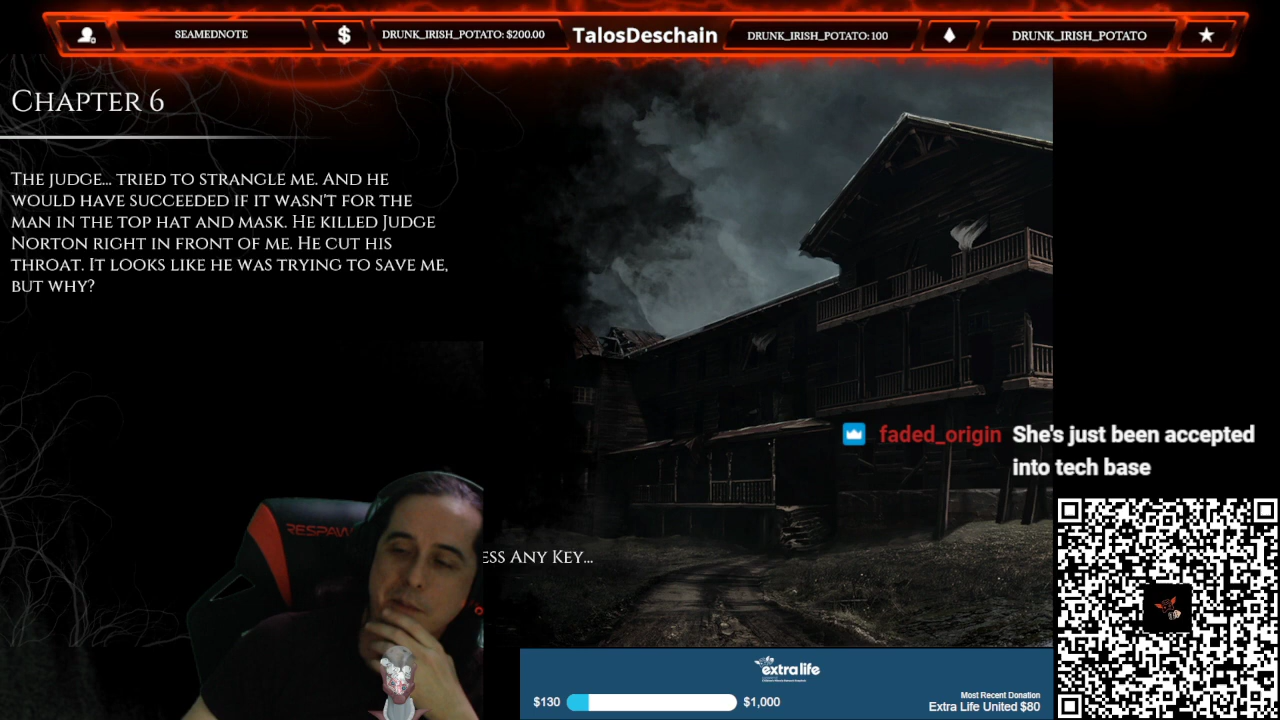 SEAMEDNOTE
$
DRUNK_IRISH_POTATO: $200.00
TalosDeschain
DRUNK_IRISH_POTATO: 100
DRUNK_IRISH_POTATO
Chapter 6
The judge... tried to strangle me. And he
would have succeeded if it wasn't for the
man in the top hat and mask. He killed Judge
Norton right in front of me. He cut his
throat. It looks like he was trying to save me,
but why?
faded_origin She's just been accepted
into tech base
RESPAW
ess Any Key...
extra life
$130
$1,000
Most Recent Donation
Extra Life United $80